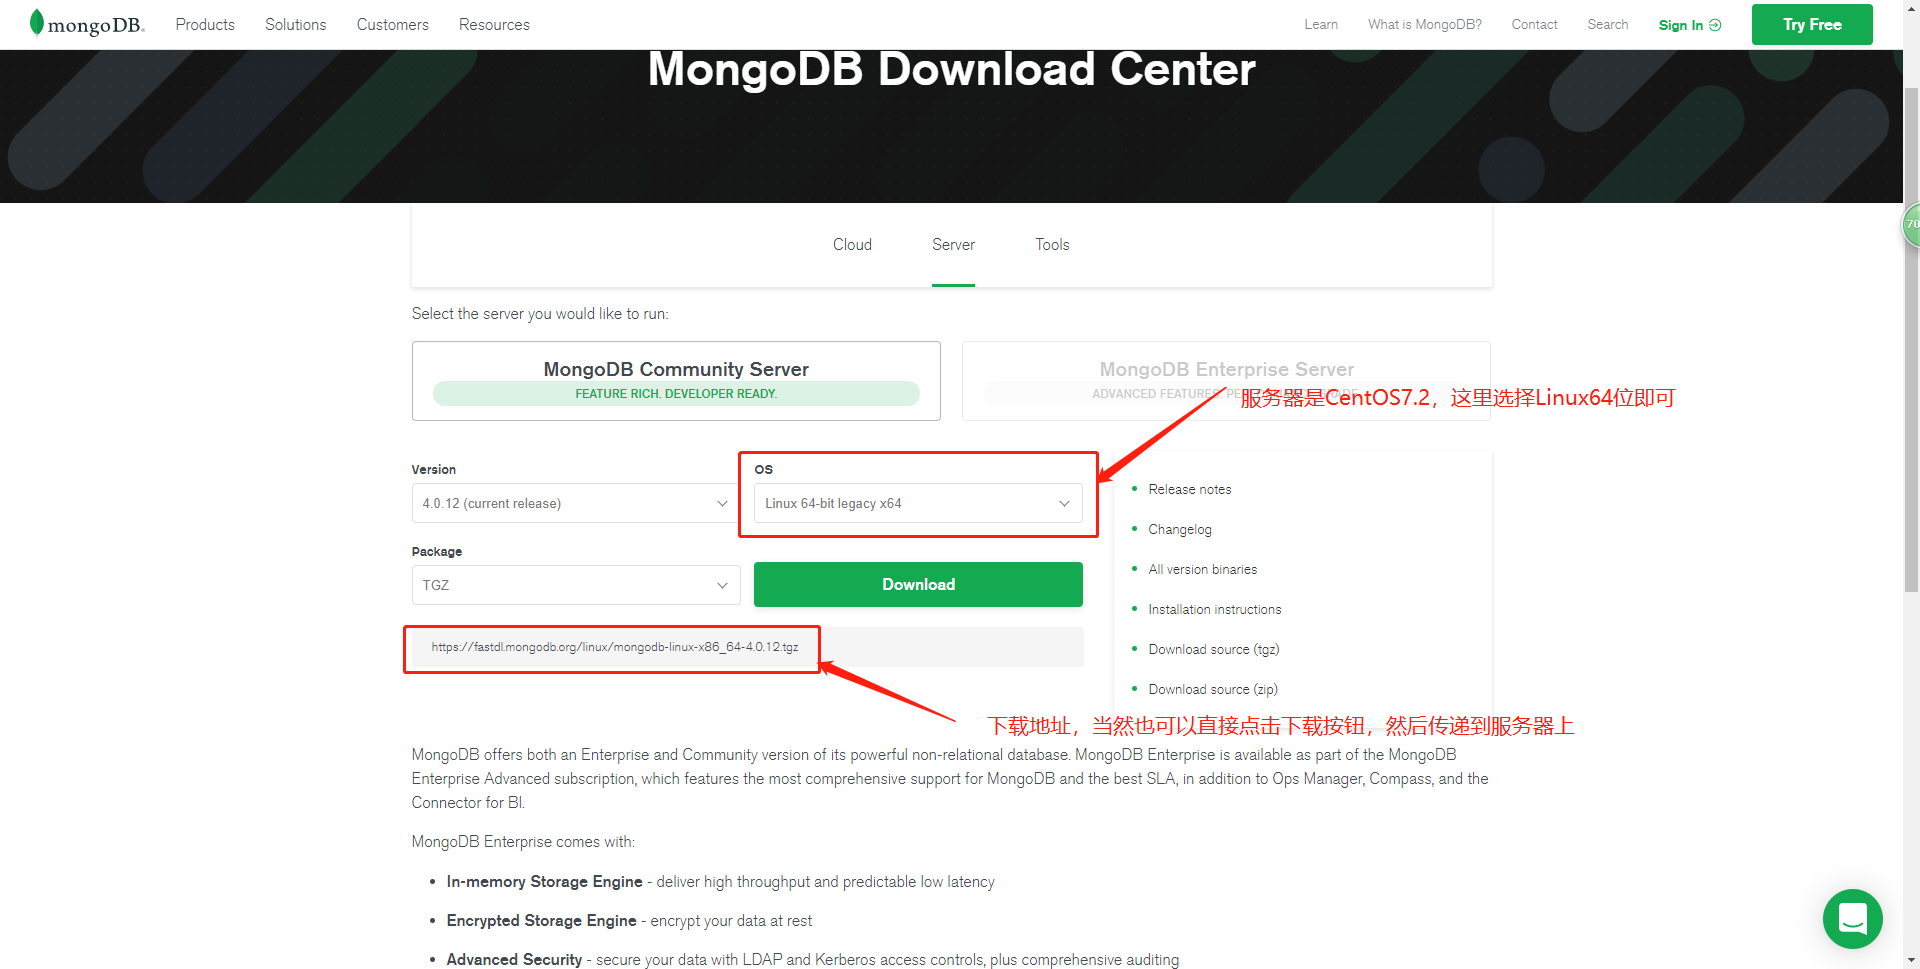 mongoDB.
Products
Solutions
Customers
Resources
Learn
What is MongoDB?
Contact
Search
Sign In
Try Free
MongoDB Download Center
70
Cloud
Server
Tools
Select the server you would like to run:
MongoDB Community Server
FEATURE RICH. DEVELOPER READY.
MongoDB Enterprise Server
ADVANCED FEATURES.
服务器是CentOS7.2，这里选择Linux64位即可
Version
4.0.12 (current release)
OS
Linux 64-bit legacy x64
Package
TGZ
Download
https://fastdl.mongodb.org/linux/mongodb-linux-x86_64-4.0.12.tgz
Release notes
Changelog
All version binaries
Installation instructions
Download source (tgz)
Download source (zip)
下载地址，当然也可以直接点击下载按钮，然后传递到服务器上
MongoDB offers both an Enterprise and Community version of its powerful non-relational database. MongoDB Enterprise is available as part of the MongoDB
Enterprise Advanced subscription, which features the most comprehensive support for MongoDB and the best SLA, in addition to Ops Manager, Compass, and the
Connector for BI.
MongoDB Enterprise comes with:
In-memory Storage Engine - deliver high throughput and predictable low latency
Encrypted Storage Engine - encrypt your data at rest
Advanced Security - secure your data with LDAP and Kerberos access controls, plus comprehensive auditing